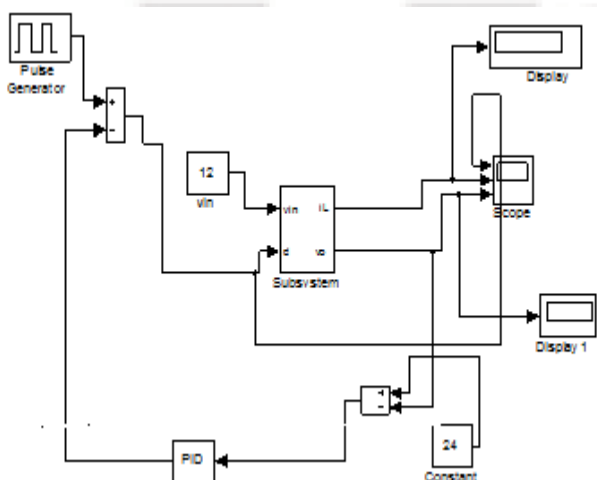 Pulse
Generator
+
-
12
vin
vin
iL
d
vo
Subsystem
Display
Scope
Display 1
+
-
24
Constant
PID